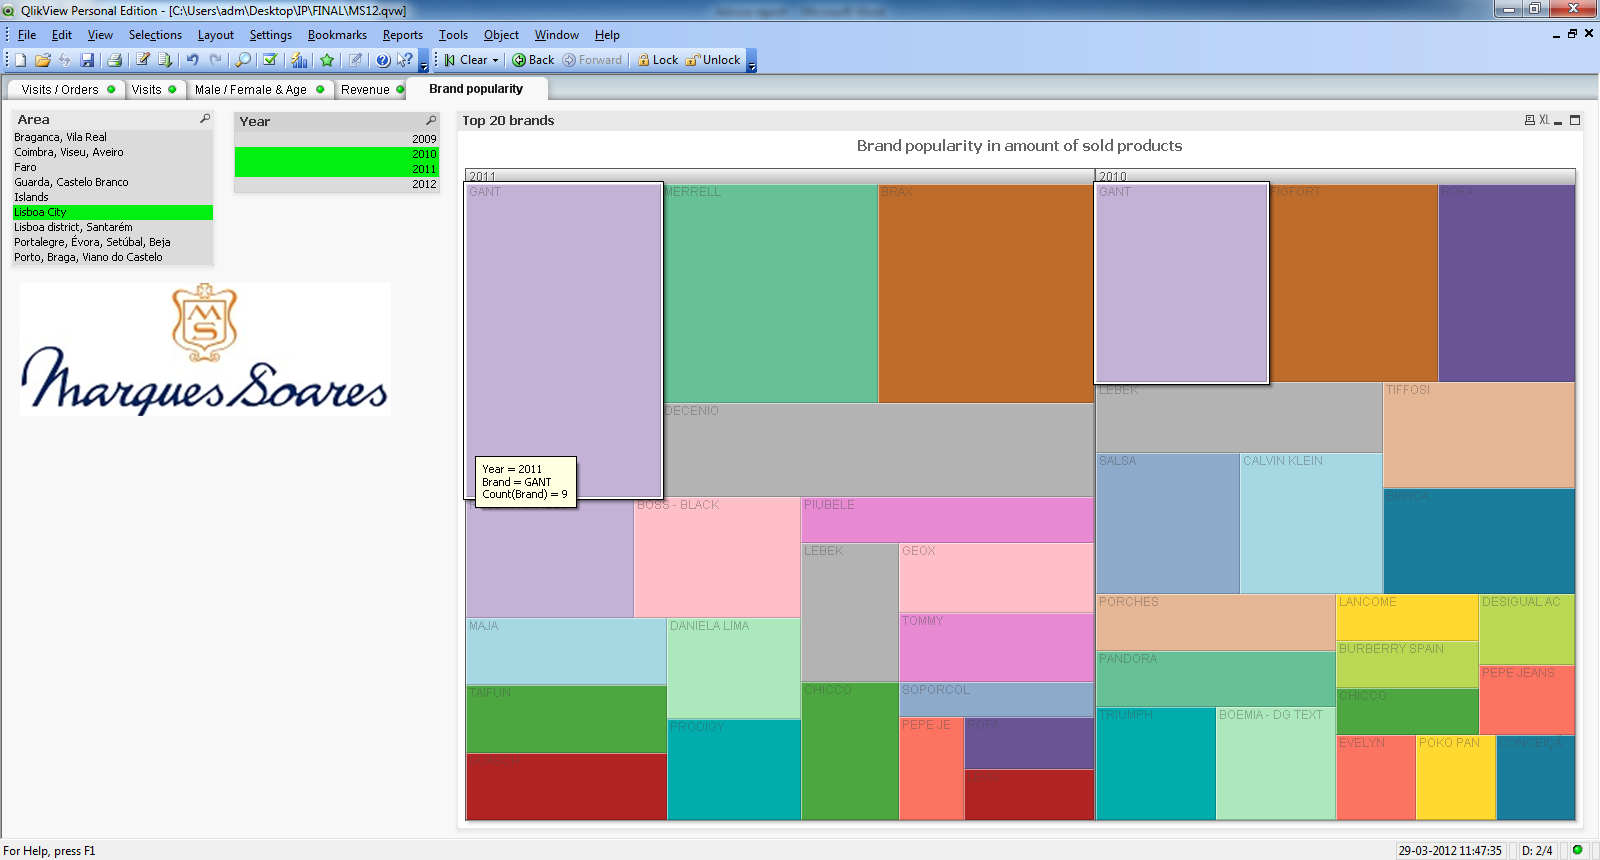 QlikView Personal Edition - [C:\Users\adm\Desktop\IP\FINAL\MS12.qvw]
File Edit View Selections Layout Settings Bookmarks Reports Tools Object Window Help
Clear Back Forward Lock Unlock
Visits / Orders Visits Male / Female & Age Revenue Brand popularity
Area
Braganca, Vila Real
Coimbra, Viseu, Aveiro
Faro
Guarda, Castelo Branco
Islands
Lisboa City
Lisboa district, Santarém
Portalegre, Évora, Setúbal, Beja
Porto, Braga, Viano do Castelo
Year
2009
2010
2011
2012
MS
Marques Soares
Top 20 brands
XL
Brand popularity in amount of sold products
2011
GANT
MERRELL
BRAX
DECENIO
Year = 2011
Brand = GANT
Count(Brand) = 9
BOSS - BLACK
PIUBELE
LEBEK
GEOX
TOMMY
MAJA
DANIELA LIMA
TAIFUN
PRODIGY
CHICCO
SOPORCOL
PEPE JE
ROFA
2010
GANT
FIGFORT
ROFA
LEBEK
TIFFOSI
SALSA
CALVIN KLEIN
BIANCA
PORCHES
LANCOME
DESIGUAL AC
PANDORA
BURBERRY SPAIN
PEPE JEANS
CHICCO
TRIUMPH
BOEMIA - DG TEXT
EVELYN
POKO PAN
CONCEIÇÃ
For Help, press F1
29-03-2012 11:47:35
D: 2/4